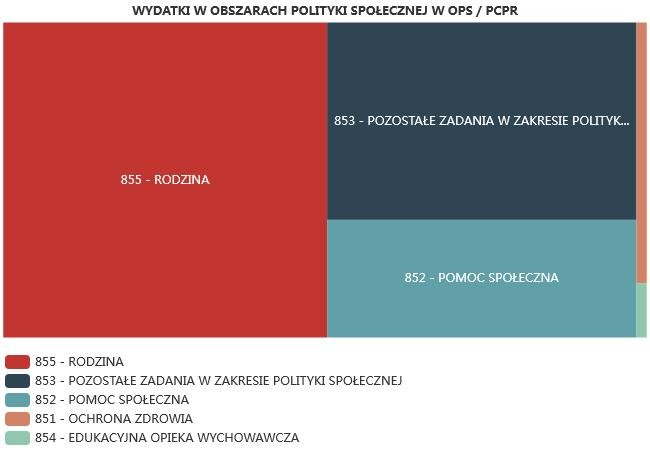 WYDATKI W OBSZARACH POLITYKI SPOŁECZNEJ W OPS / PCPR
853 - POZOSTAŁE ZADANIA W ZAKRESIE POLITYK...
855 - RODZINA
852 - POMOC SPOŁECZNA
855 - RODZINA
853 - POZOSTAŁE ZADANIA W ZAKRESIE POLITYKI SPOŁECZNEJ
852 - POMOC SPOŁECZNA
851 - OCHRONA ZDROWIA
854 - EDUKACYJNA OPIEKA WYCHOWAWCZA